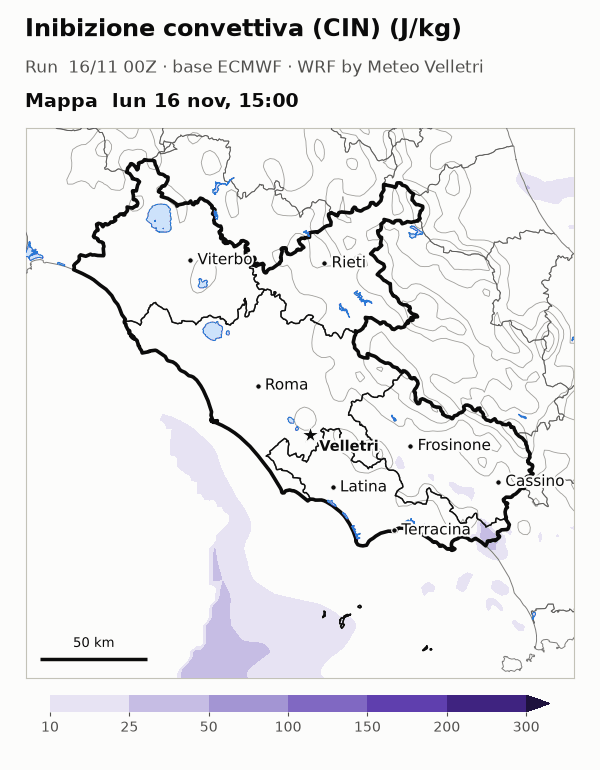 Inibizione convettiva (CIN) (J/kg)
Run  16/11 00Z · base ECMWF · WRF by Meteo Velletri
Mappa  lun 16 nov, 15:00
Viterbo
Rieti
Roma
Velletri
Frosinone
Cassino
Latina
Terracina
50 km
10 25 50 100 150 200 300